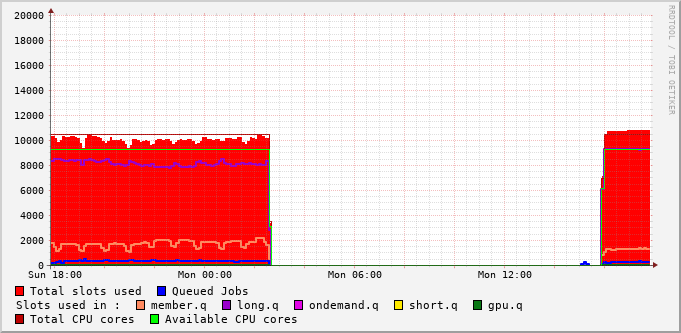 20000
18000
16000
14000
12000
10000
8000
6000
4000
2000
0
Sun 18:00 Mon 00:00 Mon 06:00 Mon 12:00
RRDTOOL / TOBI OETIKER
Total slots used Queued Jobs
Slots used in : member.q long.q ondemand.q short.q gpu.q
Total CPU cores Available CPU cores